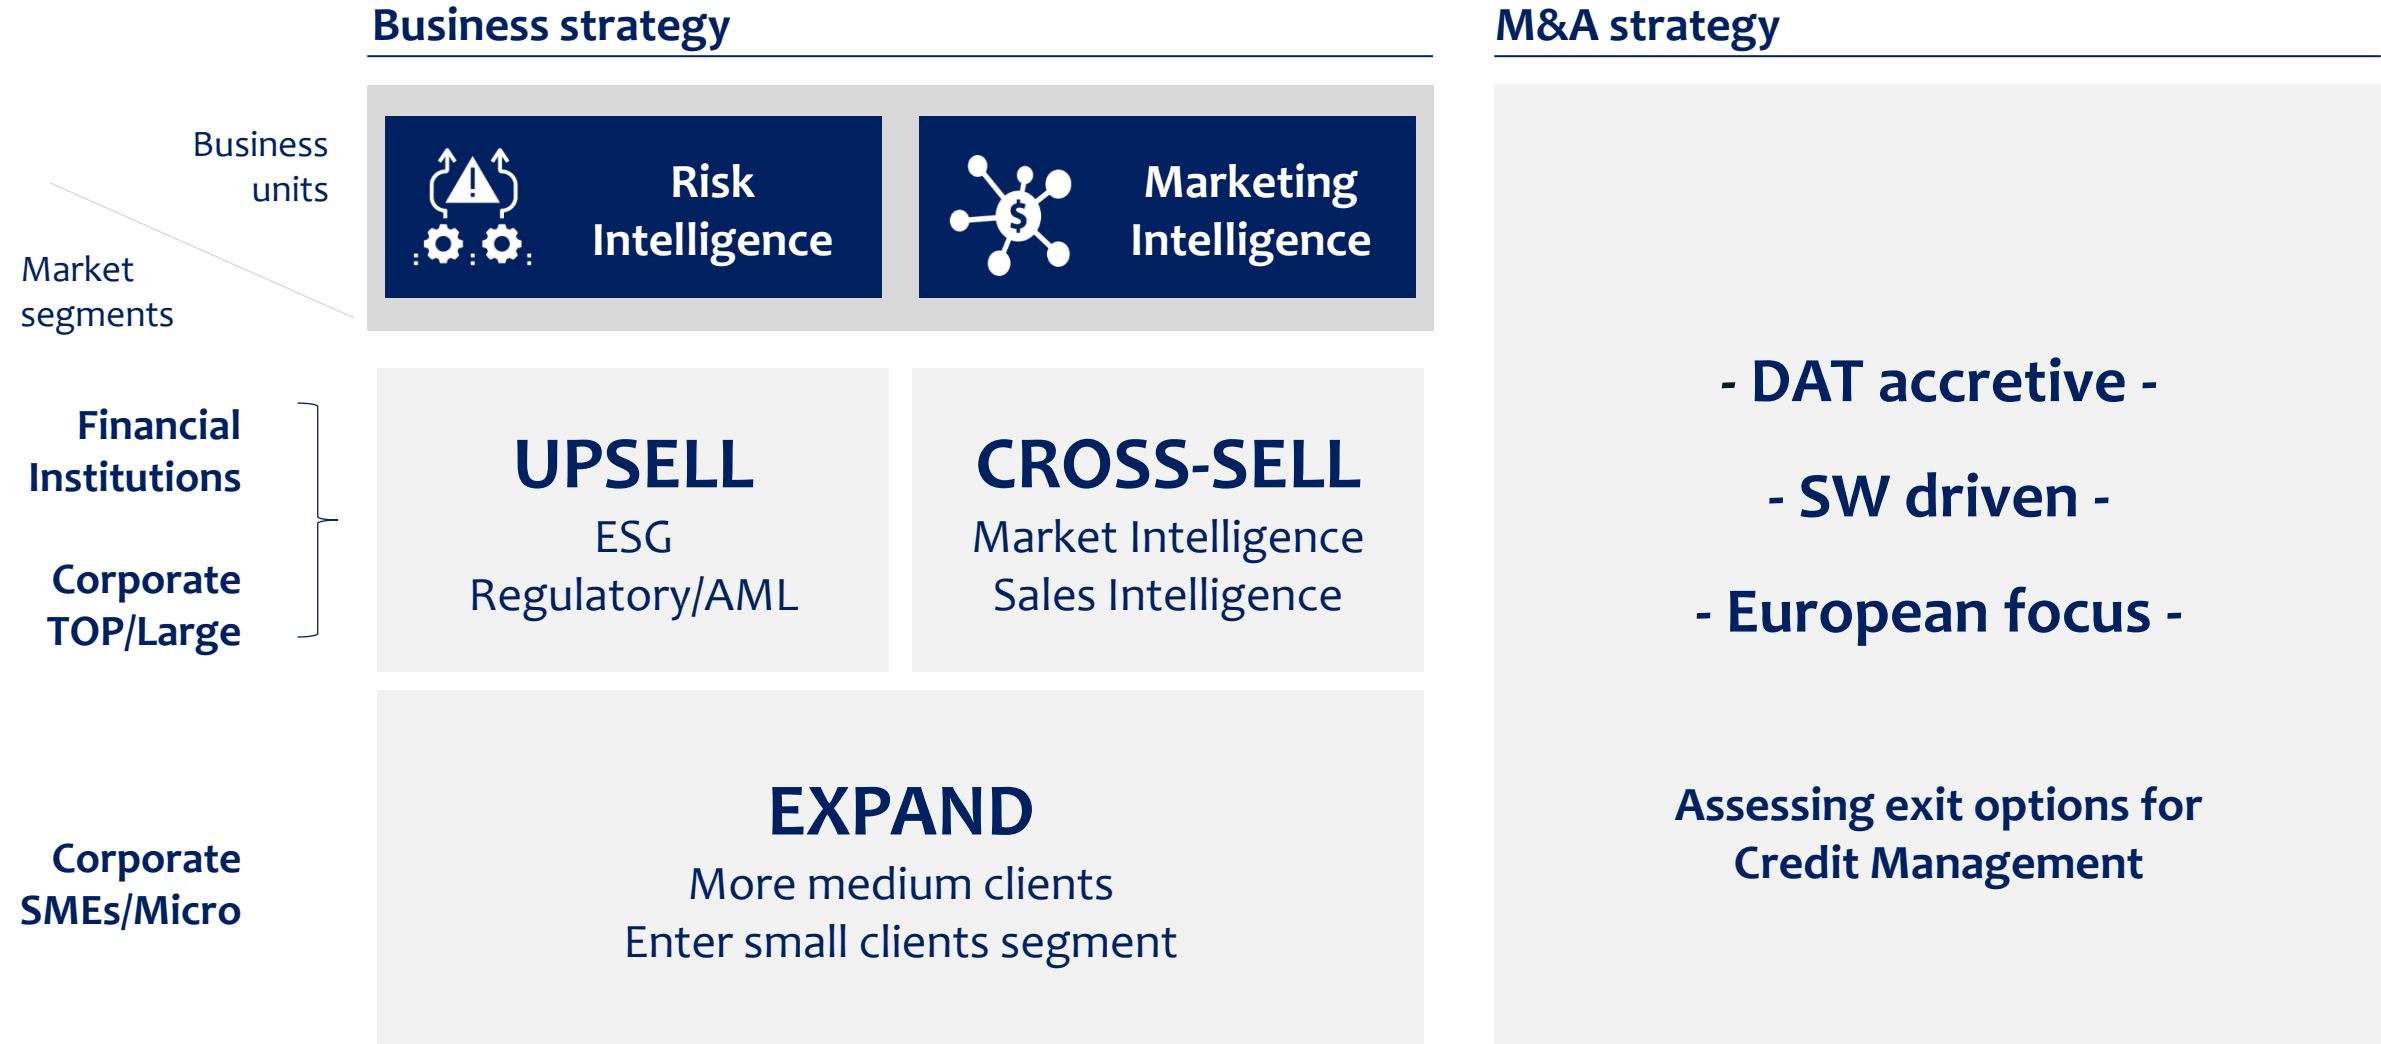 Business strategy
M&A strategy
Business
units
Market
segments
Risk
Intelligence
$
Marketing
Intelligence
Financial
Institutions
Corporate
TOP/Large
UPSELL
ESG
Regulatory/AML
CROSS-SELL
Market Intelligence
Sales Intelligence
Corporate
SMEs/Micro
EXPAND
More medium clients
Enter small clients segment
- DAT accretive -
- SW driven -
- European focus -
Assessing exit options for
Credit Management